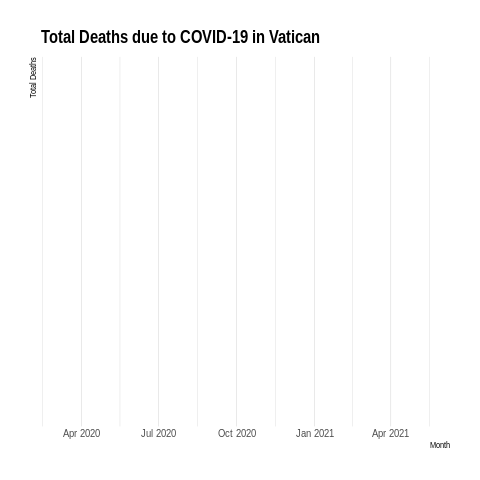 Total Deaths due to COVID-19 in Vatican
Total Deaths
Apr 2020 Jul 2020 Oct 2020 Jan 2021 Apr 2021
Month